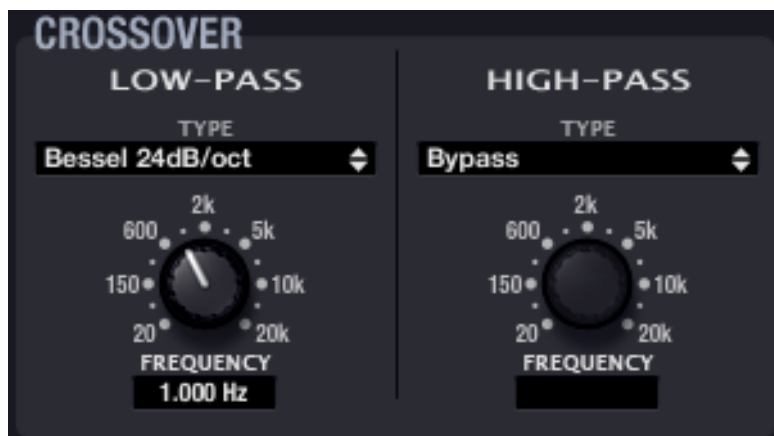 CROSSOVER
LOW-PASS
TYPE
Bessel 24dB/oct
2k
600
5k
150
10k
20
20k
FREQUENCY
1.000 Hz
HIGH-PASS
TYPE
Bypass
2k
600
5k
150
10k
20
20k
FREQUENCY